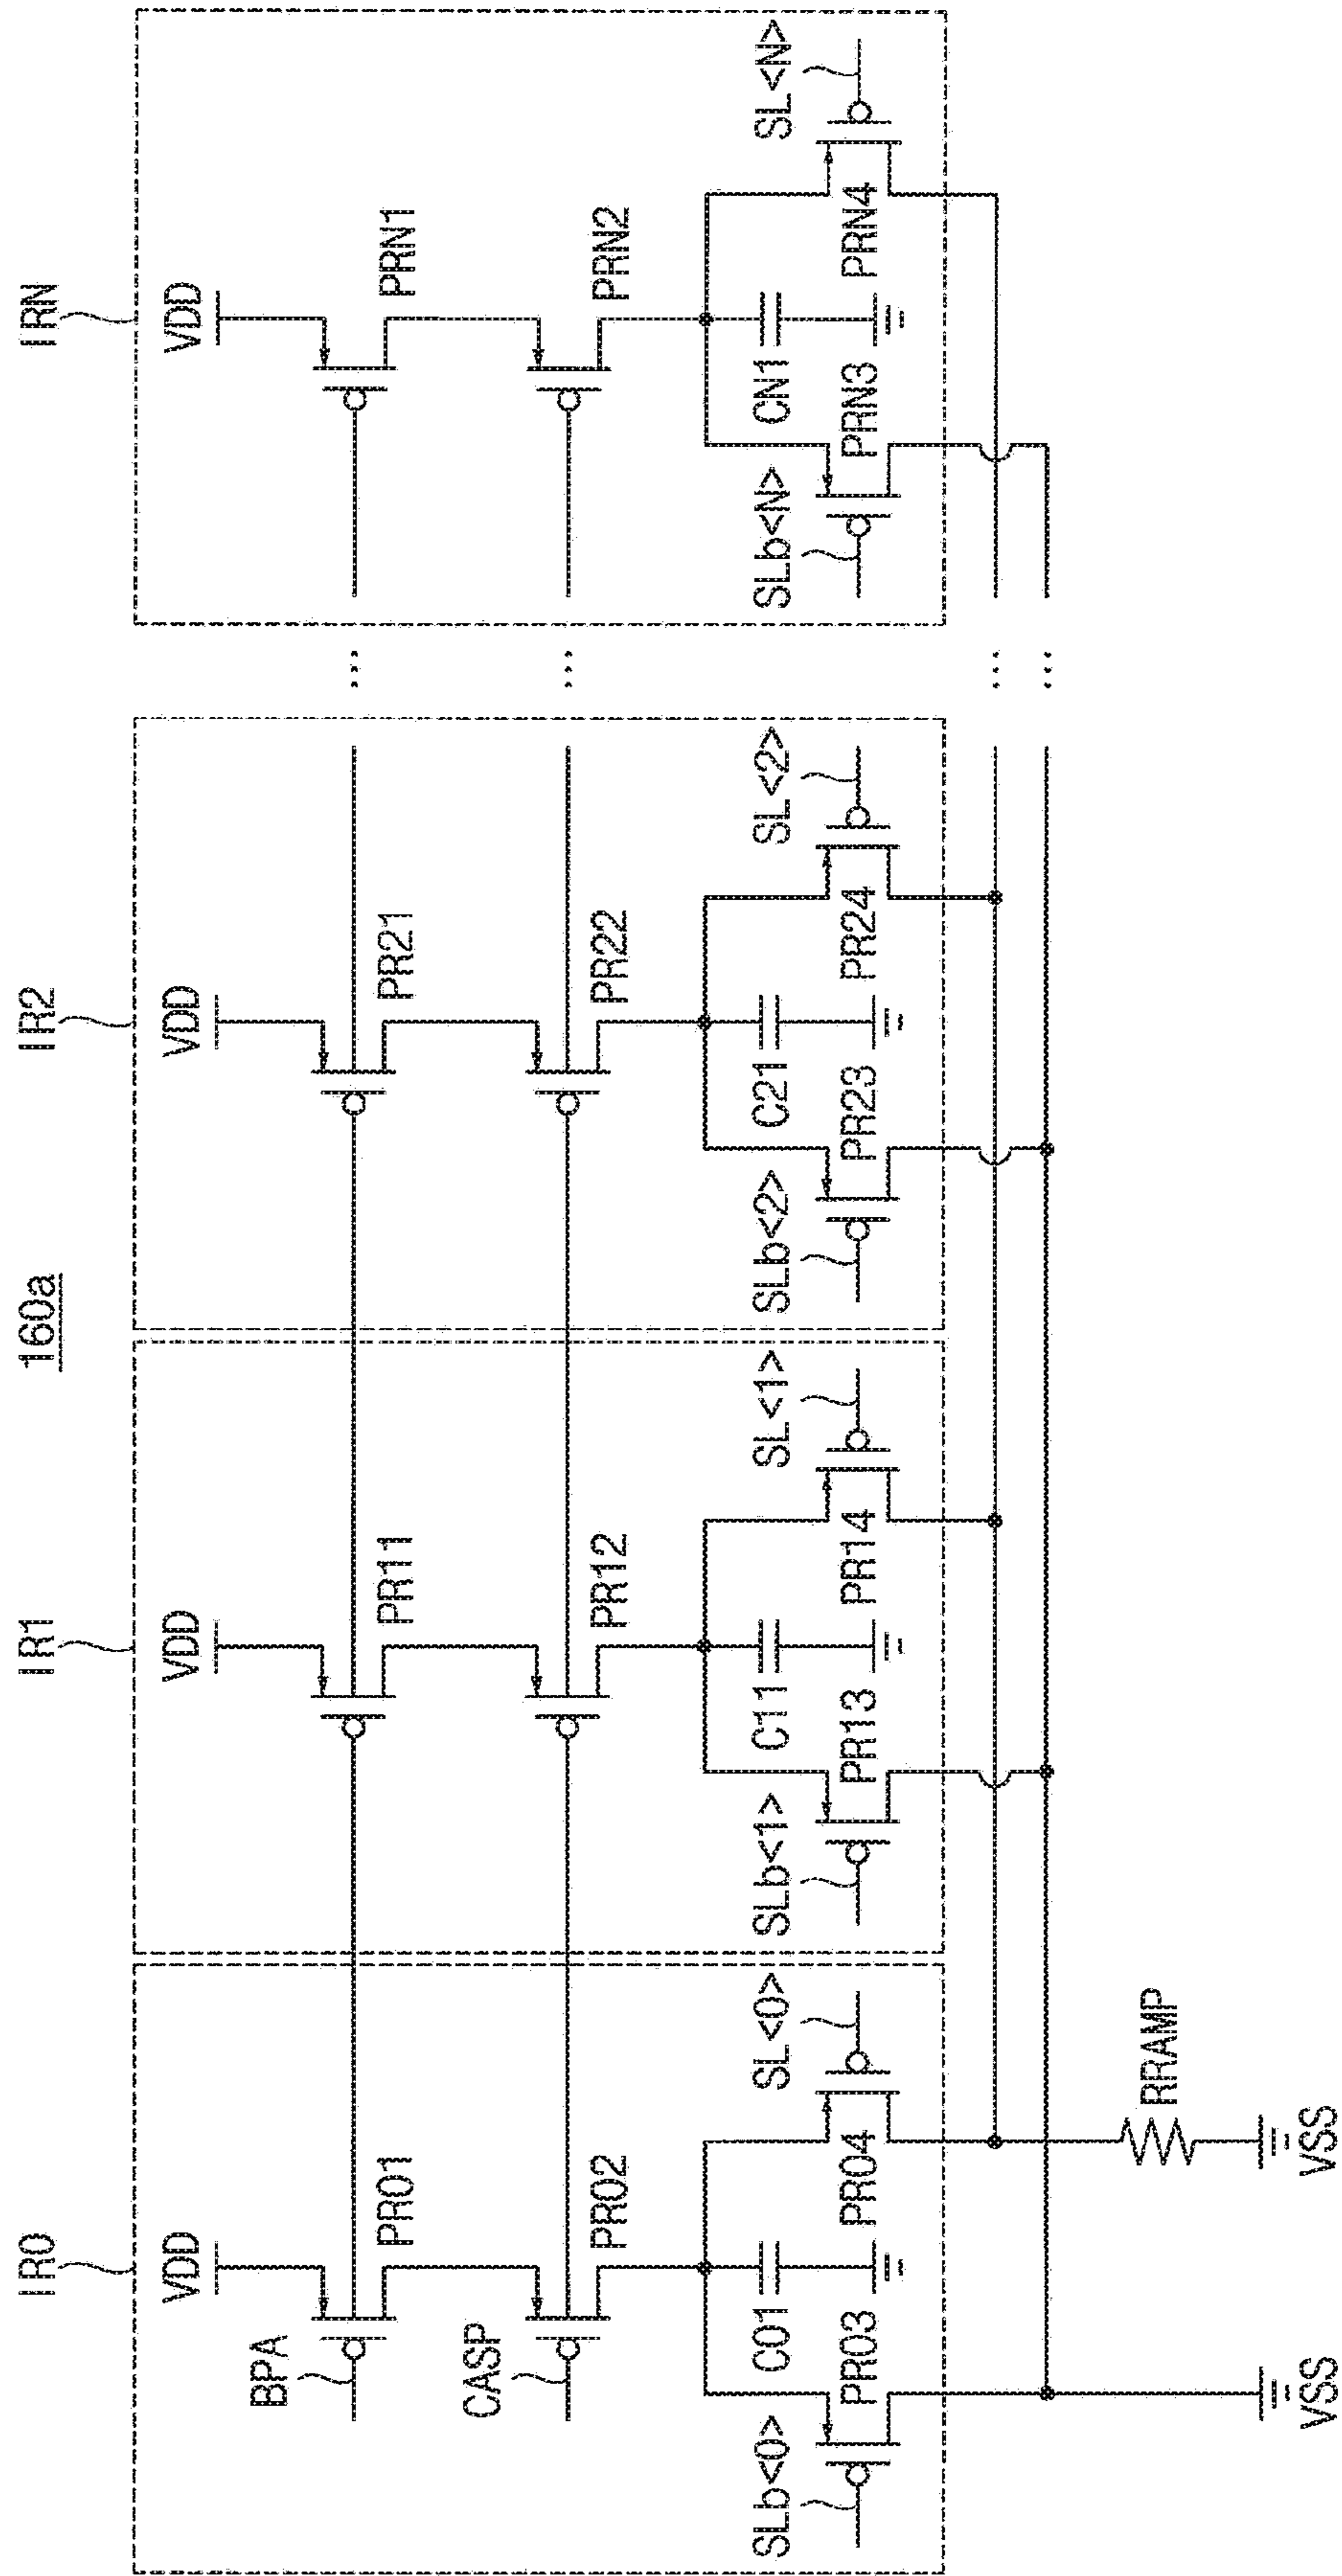 160a
IR0
IR1
IR2
IRN
VDD
VDD
VDD
VDD
BPA
PR01
PR11
PR21
PRN1
CASP
PR02
PR12
PR22
PRN2
SLb<0>
C01
SL<0>
SLb<1>
C11
SL<1>
SLb<2>
C21
SL<2>
SLb<N>
CN1
SL<N>
PR03
PR04
PR13
PR14
PR23
PR24
PRN3
PRN4
...
...
...
...
RRAMP
VSS
VSS